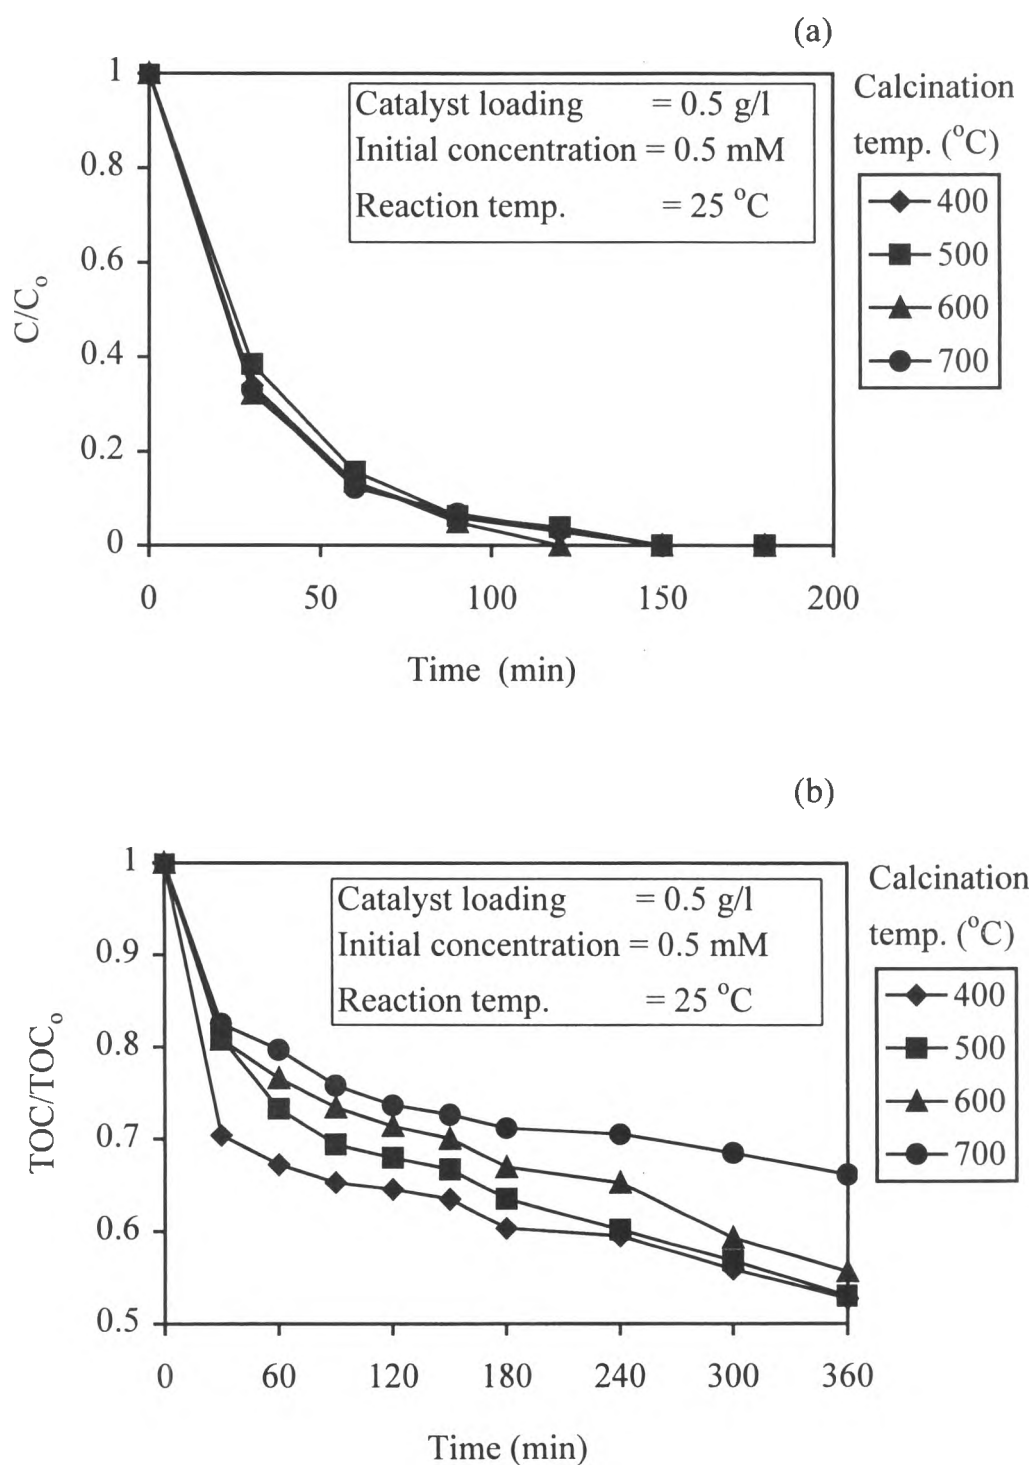 (a)
Calcination
temp. (°C)
Catalyst loading = 0.5 g/l
Initial concentration = 0.5 mM
Reaction temp. = 25 °C
400
500
600
700
1
0.8
0.6
0.4
0.2
0
C/Co
0 50 100 150 200
Time (min)
(b)
Calcination
temp. (°C)
Catalyst loading = 0.5 g/l
Initial concentration = 0.5 mM
Reaction temp. = 25 °C
400
500
600
700
1
0.9
0.8
0.7
0.6
0.5
TOC/TOCo
0 60 120 180 240 300 360
Time (min)